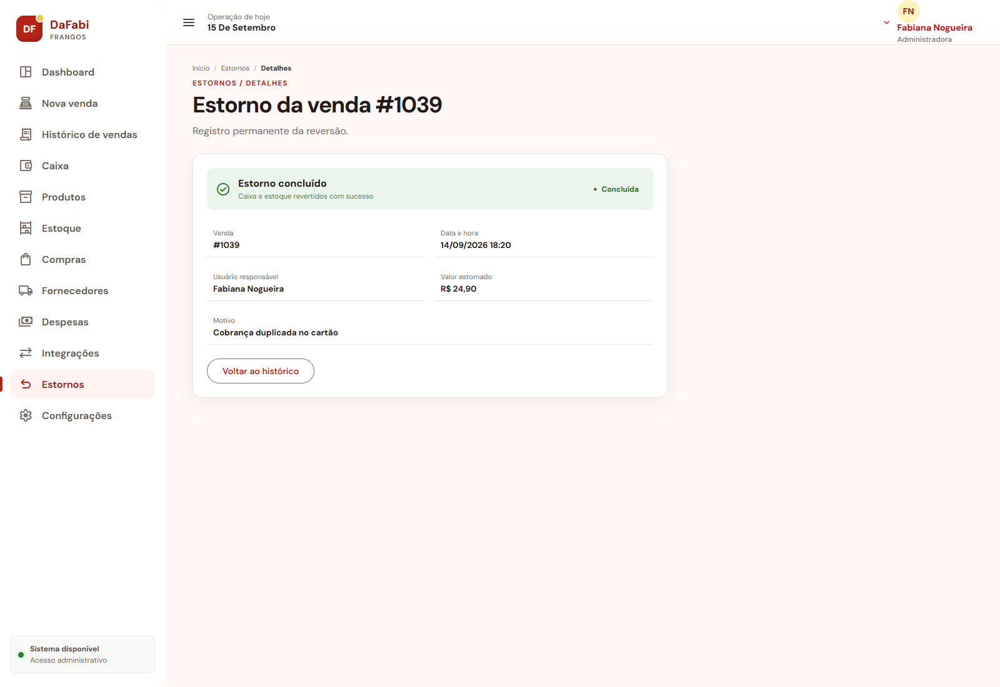 DF
DaFabi
FRANGOS
Dashboard
Nova venda
Histórico de vendas
Caixa
Produtos
Estoque
Compras
Fornecedores
Despesas
Integrações
Estornos
Configurações
Sistema disponível
Acesso administrativo
Operação de hoje
15 De Setembro
FN
Fabiana Nogueira
Administradora
Início / Estornos / Detalhes
ESTORNOS / DETALHES
Estorno da venda #1039
Registro permanente da reversão.
Estorno concluído
Caixa e estoque revertidos com sucesso
• Concluída
Venda
#1039
Data e hora
14/09/2026 18:20
Usuário responsável
Fabiana Nogueira
Valor estornado
R$ 24,90
Motivo
Cobrança duplicada no cartão
Voltar ao histórico